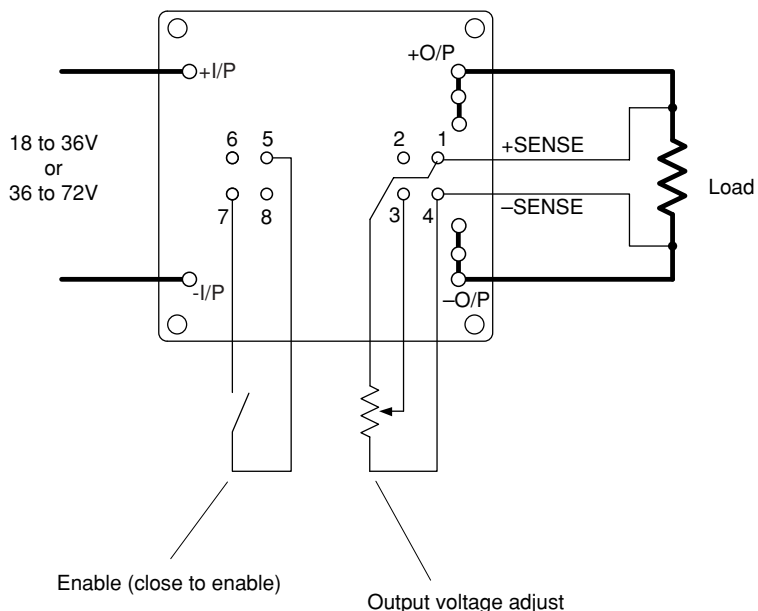 +O/P
+I/P
18 to 36V
or
36 to 72V
6 5
2 1
+SENSE
Load
7 8
3 4
–SENSE
-I/P
–O/P
Enable (close to enable)
Output voltage adjust